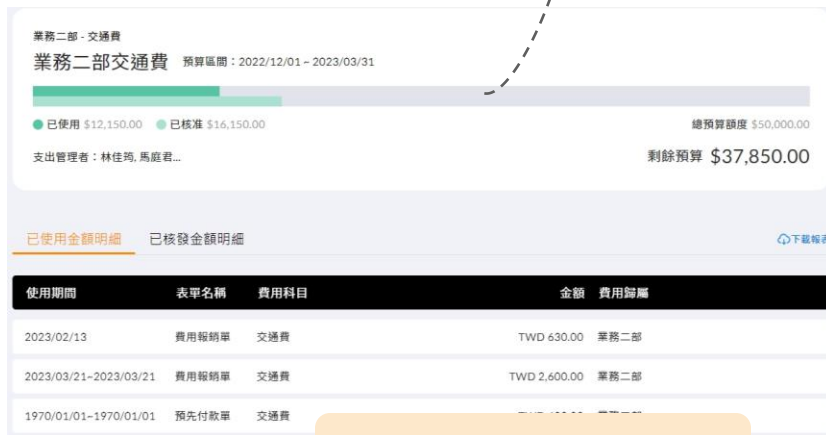 業務二部 - 交通費
業務二部交通費 預算區間：2022/12/01 ~ 2023/03/31
已使用 $12,150.00 已核准 $16,150.00 總預算額度 $50,000.00
支出管理者：林佳筠, 馬庭君... 剩餘預算 $37,850.00
已使用金額明細 已核發金額明細 下載報表
使用期間 表單名稱 費用科目 金額 費用歸屬
2023/02/13 費用報銷單 交通費 TWD 630.00 業務二部
2023/03/21~2023/03/21 費用報銷單 交通費 TWD 2,600.00 業務二部
1970/01/01~1970/01/01 預先付款單 交通費